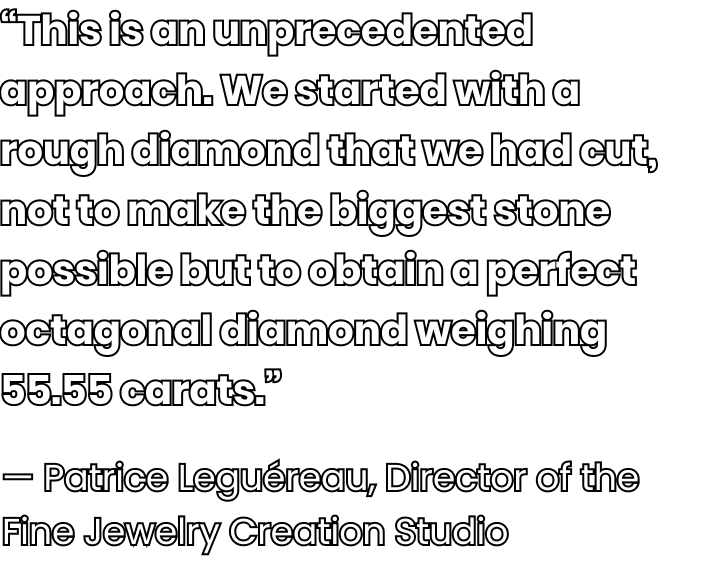 “This is an unprecedented
approach. We started with a
rough diamond that we had cut,
not to make the biggest stone
possible but to obtain a perfect
octagonal diamond weighing
55.55 carats.”
— Patrice Leguéreau, Director of the
Fine Jewelry Creation Studio